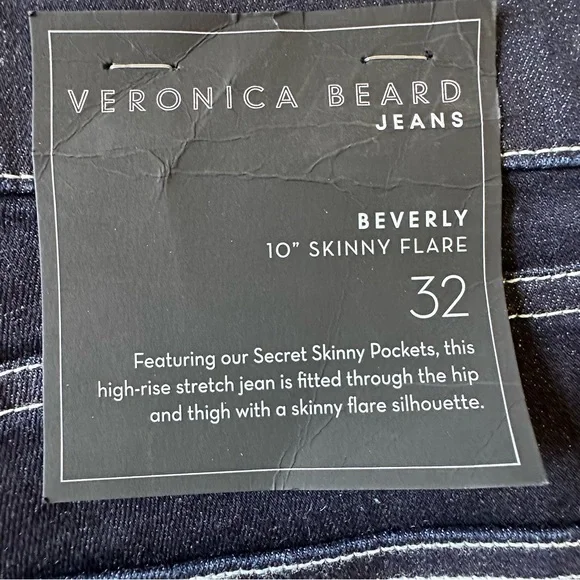 VERONICA BEARD
JEANS
BEVERLY
10” SKINNY FLARE
32
Featuring our Secret Skinny Pockets, this
high-rise stretch jean is fitted through the hip
and thigh with a skinny flare silhouette.